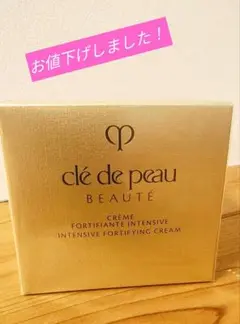 お値下げしました！
clé de peau
BEAUTÉ
CRÈME
FORTIFIANTE INTENSIVE
INTENSIVE FORTIFYING CREAM